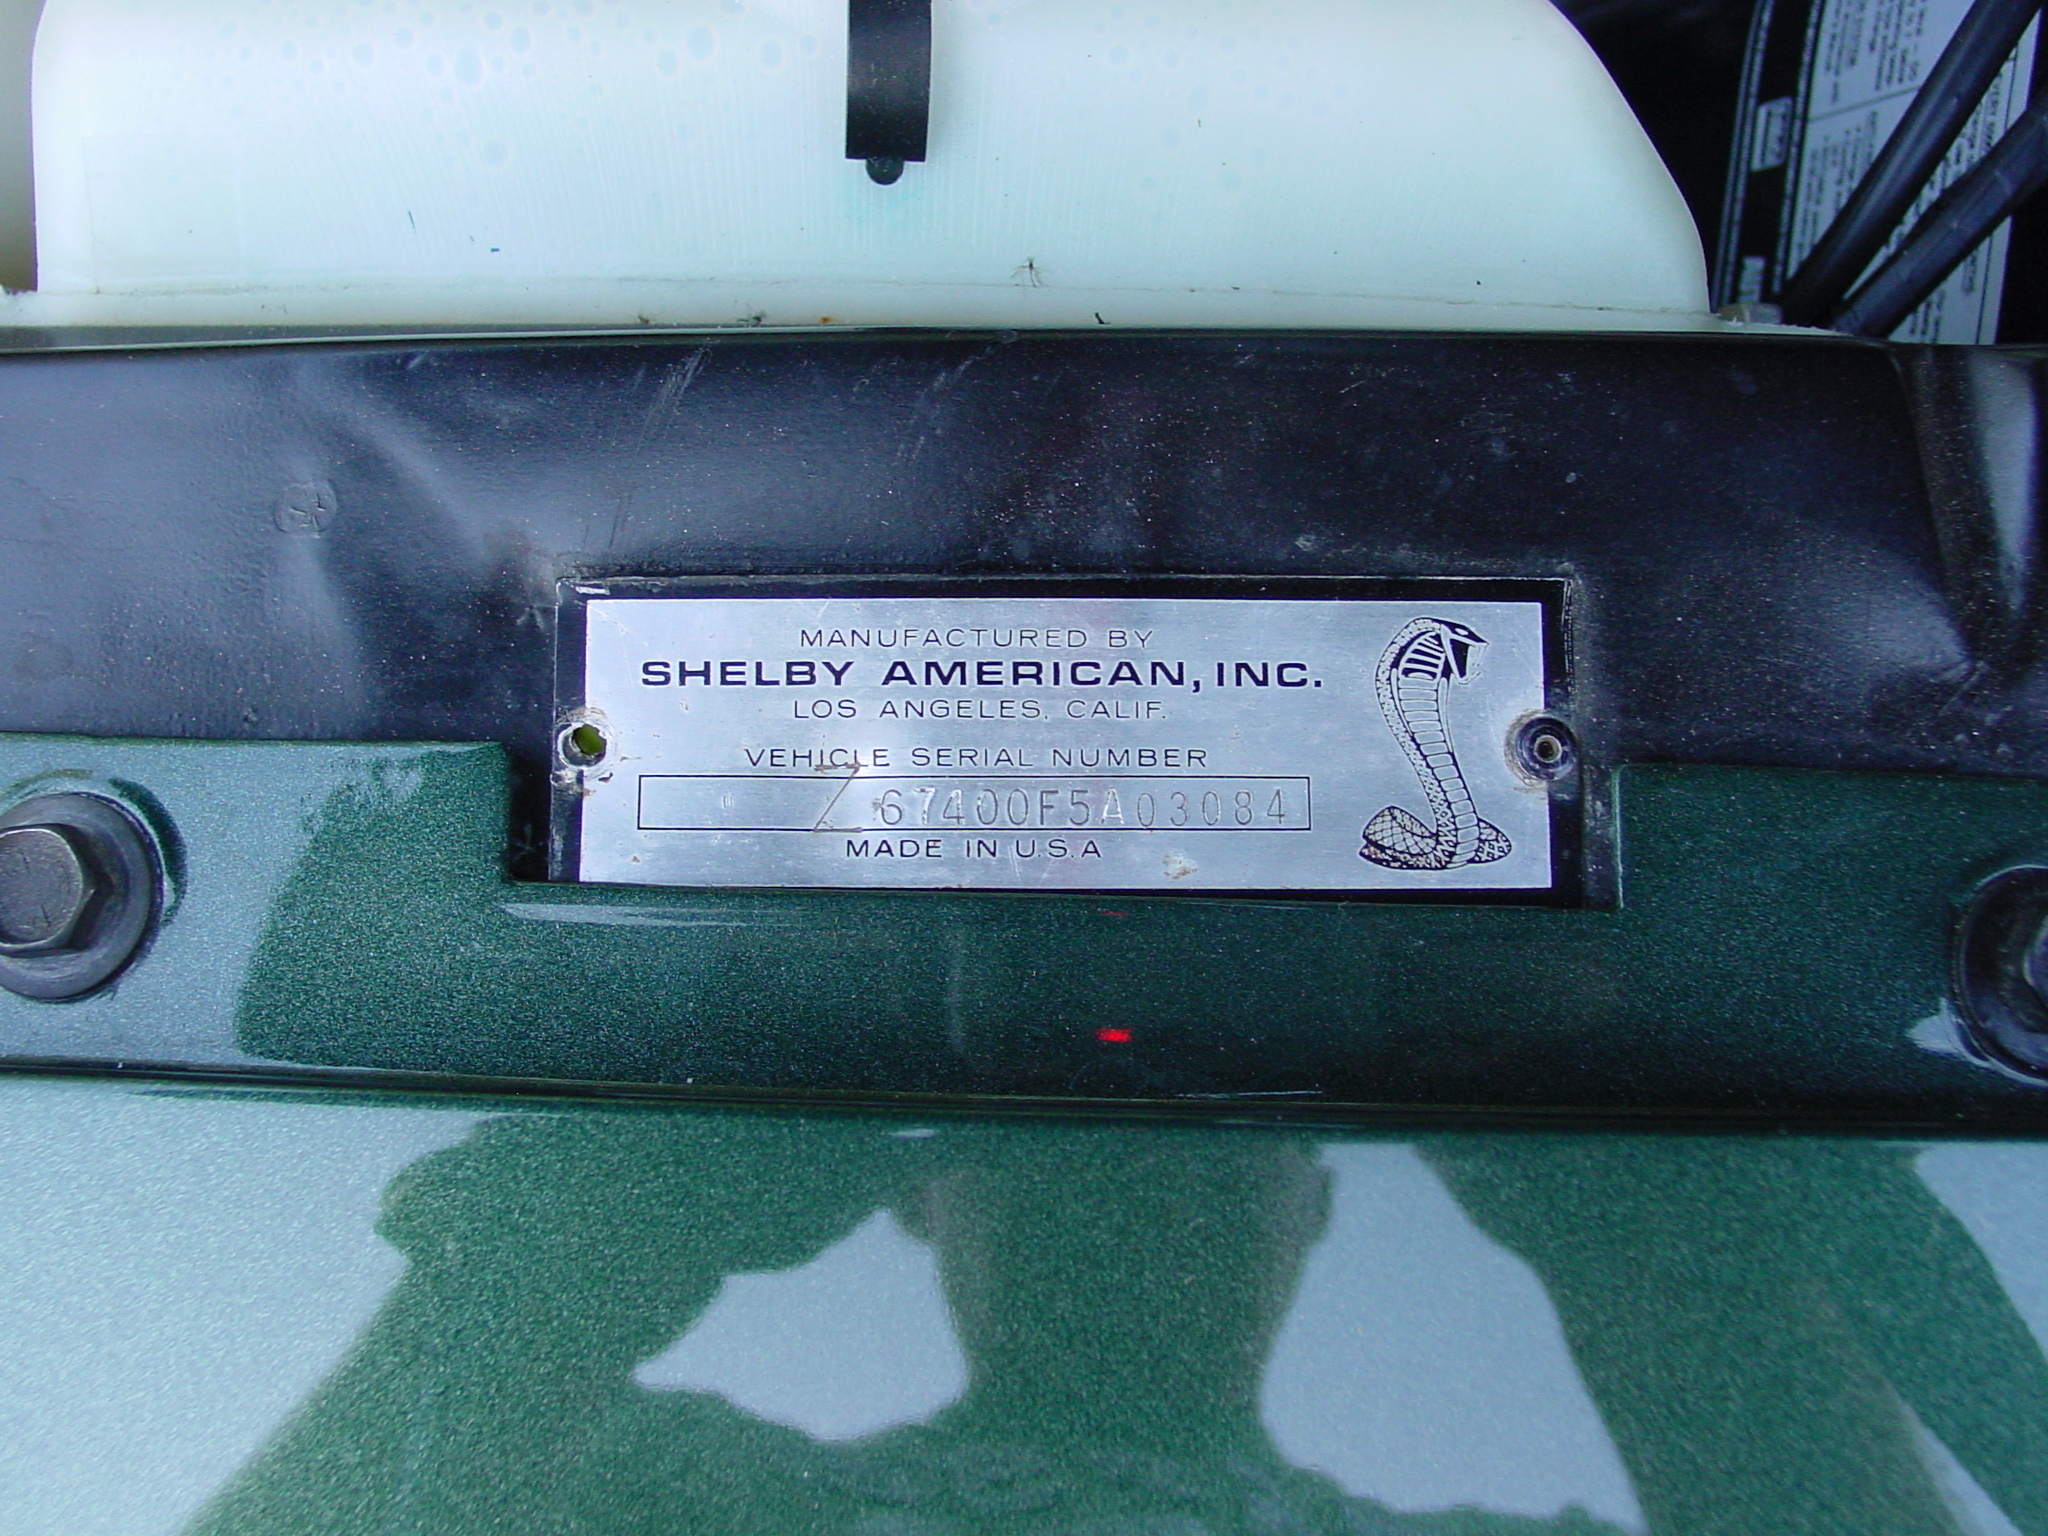 MANUFACTURED BY
SHELBY AMERICAN, INC.
LOS ANGELES, CALIF.
VEHICLE SERIAL NUMBER
Z 67400F5A03084
MADE IN U.S.A